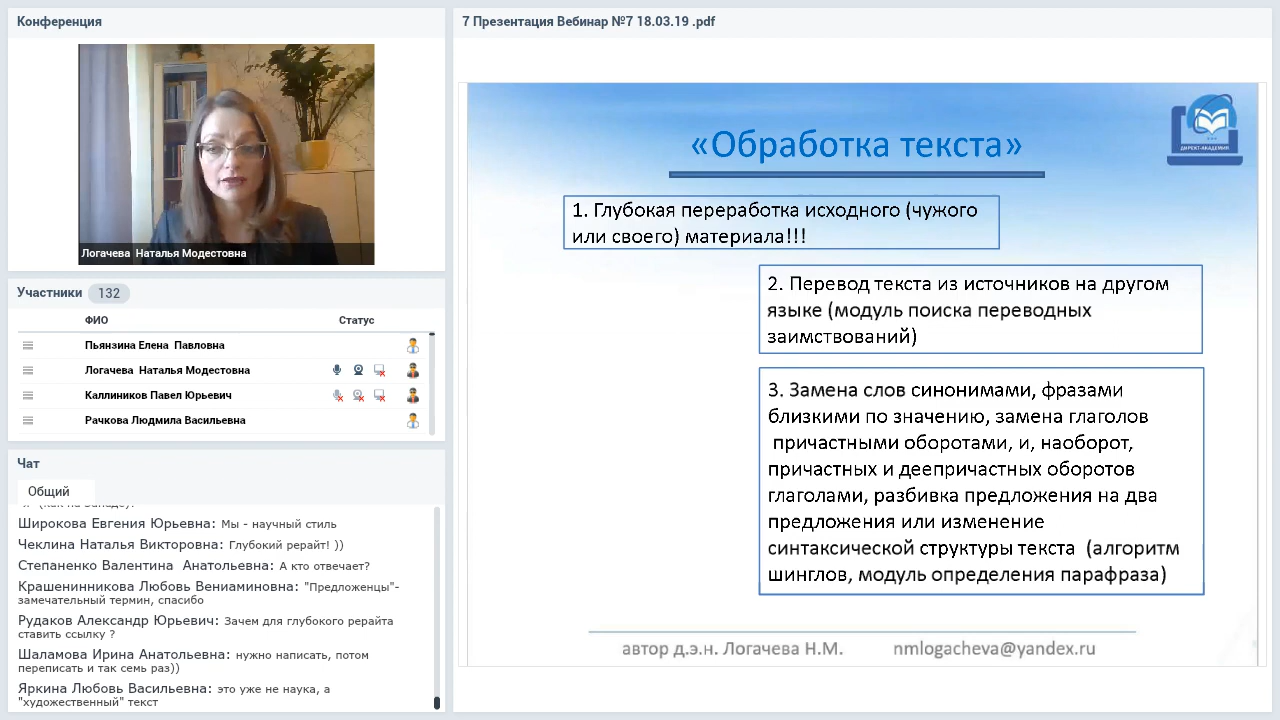 Конференция
Логачева Наталья Модестовна
Участники 132
ФИО Статус
Пьянзина Елена Павловна
Логачева Наталья Модестовна
Каллиников Павел Юрьевич
Рачкова Людмила Васильевна
Чат
Общий
Широкова Евгения Юрьевна: Мы - научный стиль
Чеклина Наталья Викторовна: Глубокий рерайт! ))
Степаненко Валентина Анатольевна: А кто отвечает?
Крашенинникова Любовь Вениаминовна: "Предложенцы"-
замечательный термин, спасибо
Рудаков Александр Юрьевич: Зачем для глубокого рерайта
ставить ссылку ?
Шаламова Ирина Анатольевна: нужно написать, потом
переписать и так семь раз))
Яркина Любовь Васильевна: это уже не наука, а
"художественный" текст
7 Презентация Вебинар №7 18.03.19 .pdf
ДИРЕКТ-АКАДЕМИЯ
«Обработка текста»
1. Глубокая переработка исходного (чужого
или своего) материала!!!
2. Перевод текста из источников на другом
языке (модуль поиска переводных
заимствований)
3. Замена слов синонимами, фразами
близкими по значению, замена глаголов
причастными оборотами, и, наоборот,
причастных и деепричастных оборотов
глаголами, разбивка предложения на два
предложения или изменение
синтаксической структуры текста (алгоритм
шинглов, модуль определения парафраза)
автор д.э.н. Логачева Н.М. nmlogacheva@yandex.ru